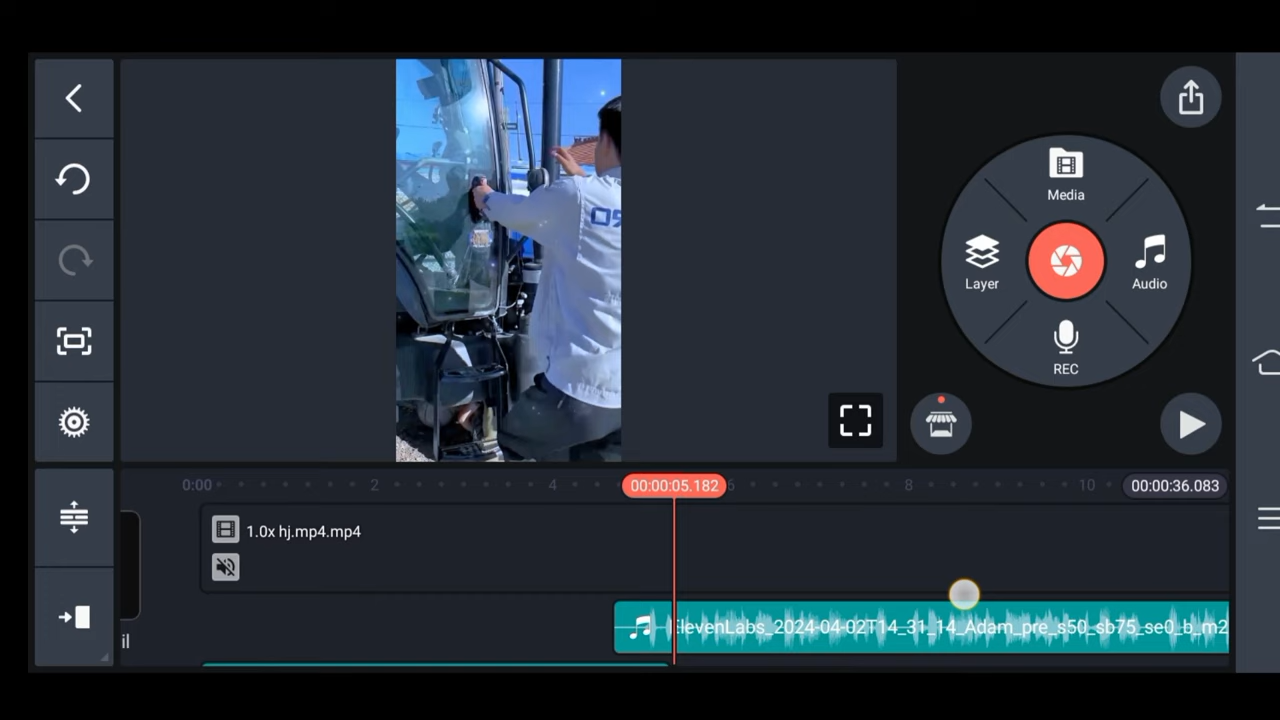 Media
Layer
Audio
REC
0:00
2
4
00:00:05.182
6
8
10
00:00:36.083
1.0x hj.mp4.mp4
ElevenLabs_2024-04-02T14_31_14_Adam_pre_s50_sb75_se0_b_m2
il